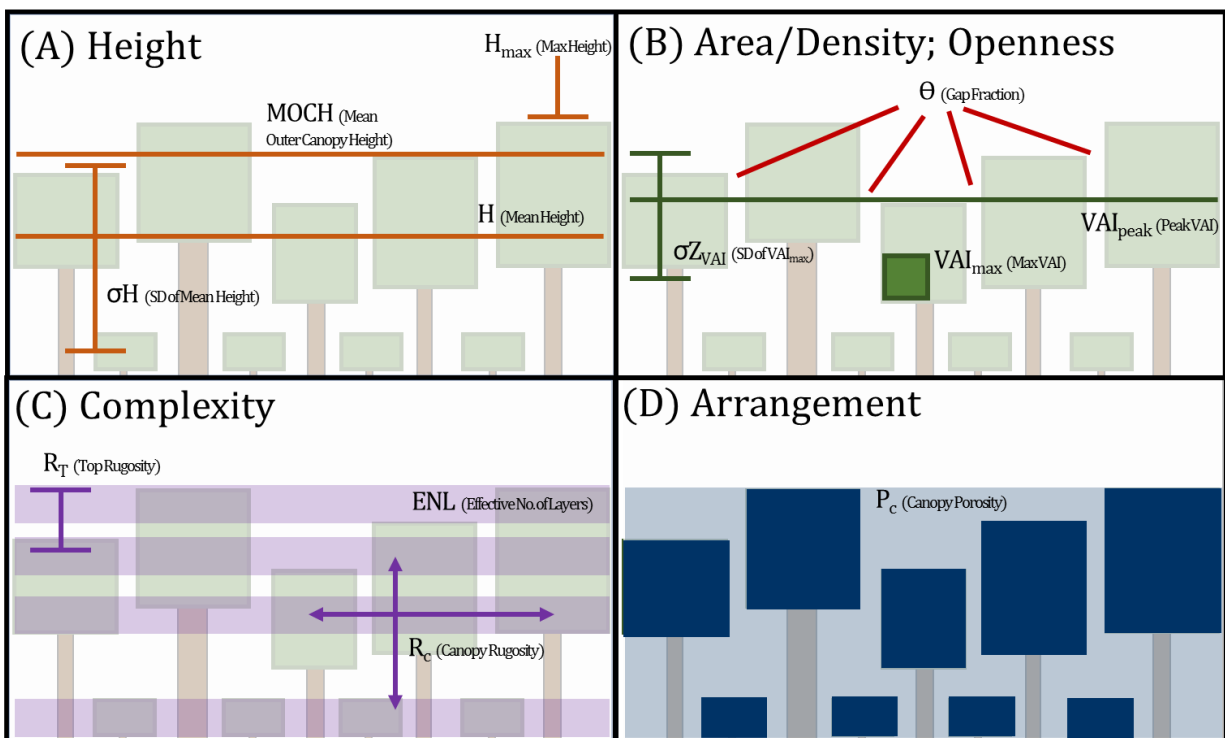 (A) Height
H_max (Max Height)
MOCH (Mean
Outer Canopy Height)
H (Mean Height)
σH (SD of Mean Height)
(B) Area/Density; Openness
Θ (Gap Fraction)
VAI_peak (Peak VAI)
σZ_VAI (SD of VAI_max)
VAI_max (Max VAI)
(C) Complexity
R_T (Top Rugosity)
ENL (Effective No. of Layers)
R_c (Canopy Rugosity)
(D) Arrangement
P_c (Canopy Porosity)